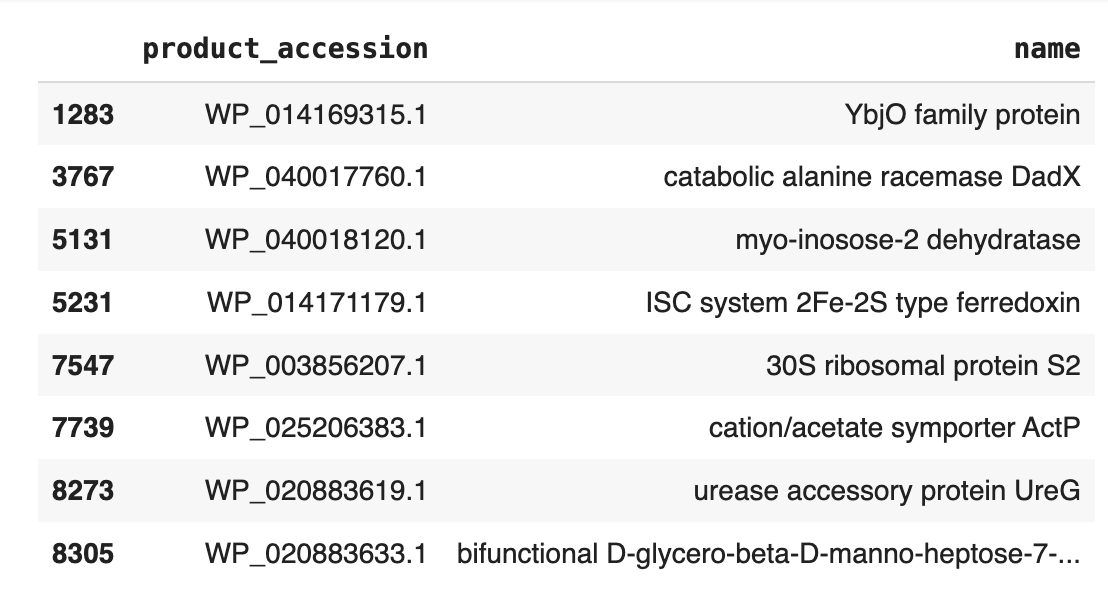 product_accession name
1283 WP_014169315.1 YbjO family protein
3767 WP_040017760.1 catabolic alanine racemase DadX
5131 WP_040018120.1 myo-inosose-2 dehydratase
5231 WP_014171179.1 ISC system 2Fe-2S type ferredoxin
7547 WP_003856207.1 30S ribosomal protein S2
7739 WP_025206383.1 cation/acetate symporter ActP
8273 WP_020883619.1 urease accessory protein UreG
8305 WP_020883633.1 bifunctional D-glycero-beta-D-manno-heptose-7-...